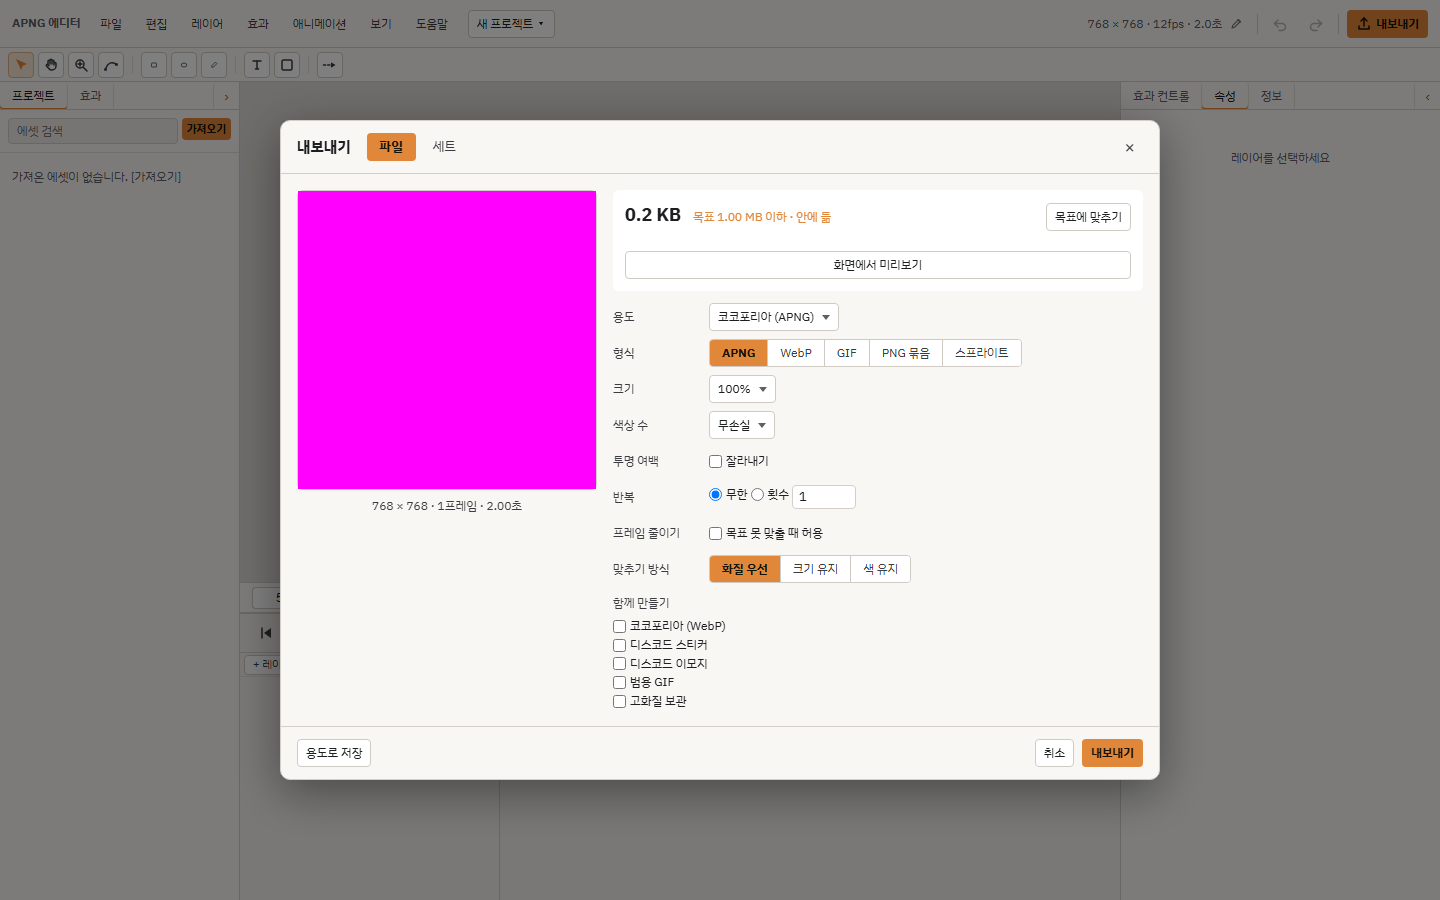 APNG 에디터 파일 편집 레이어 효과 애니메이션 보기 도움말 새 프로젝트 768 × 768 · 12fps · 2.0초 내보내기
프로젝트 효과 효과 컨트롤 속성 정보
에셋 검색 가져오기
가져온 에셋이 없습니다. [가져오기]
레이어를 선택하세요
내보내기 파일 세트
0.2 KB 목표 1.00 MB 이하 · 안에 듦 목표에 맞추기
화면에서 미리보기
용도 코코포리아 (APNG)
형식 APNG WebP GIF PNG 묶음 스프라이트
크기 100%
색상 수 무손실
투명 여백 잘라내기
반복 무한 횟수 1
768 × 768 · 1프레임 · 2.00초
프레임 줄이기 목표 못 맞출 때 허용
맞추기 방식 화질 우선 크기 유지 색 유지
함께 만들기
코코포리아 (WebP)
디스코드 스티커
디스코드 이모지
범용 GIF
고화질 보관
+ 레이
용도로 저장 취소 내보내기